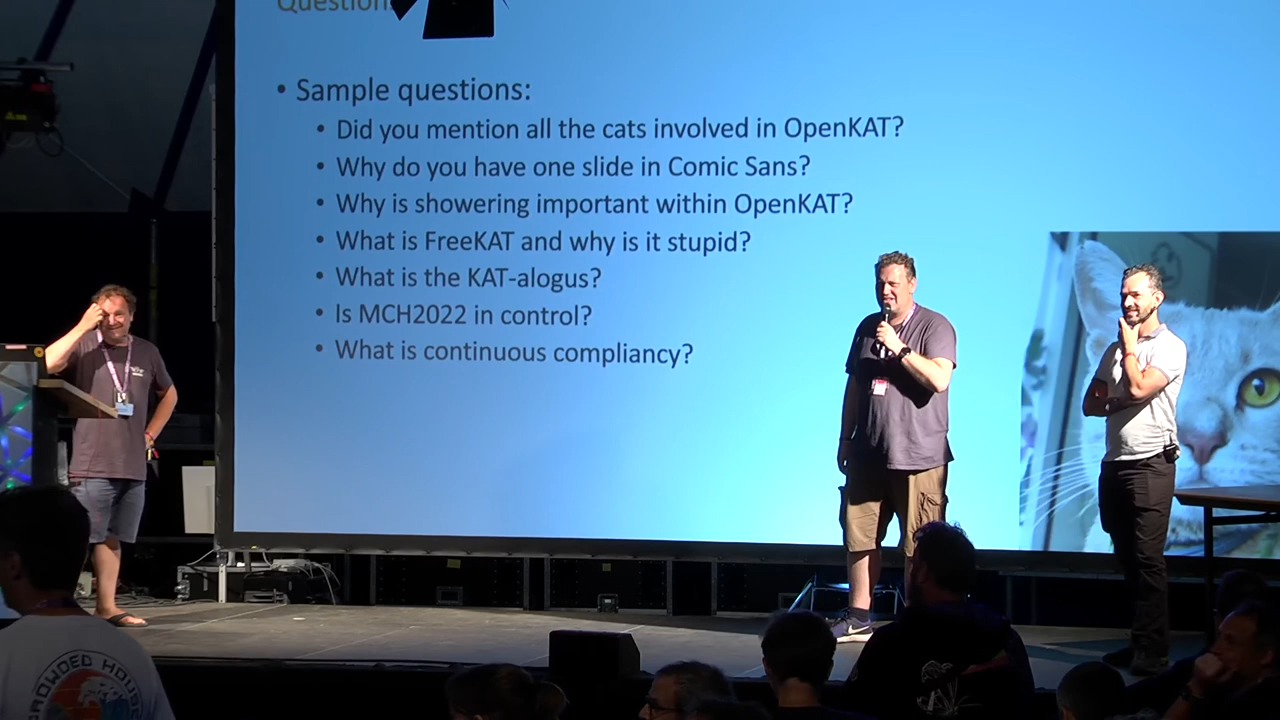 Question
• Sample questions:
• Did you mention all the cats involved in OpenKAT?
• Why do you have one slide in Comic Sans?
• Why is showering important within OpenKAT?
• What is FreeKAT and why is it stupid?
• What is the KAT-alogus?
• Is MCH2022 in control?
• What is continuous compliancy?
CROWDED HOUSE